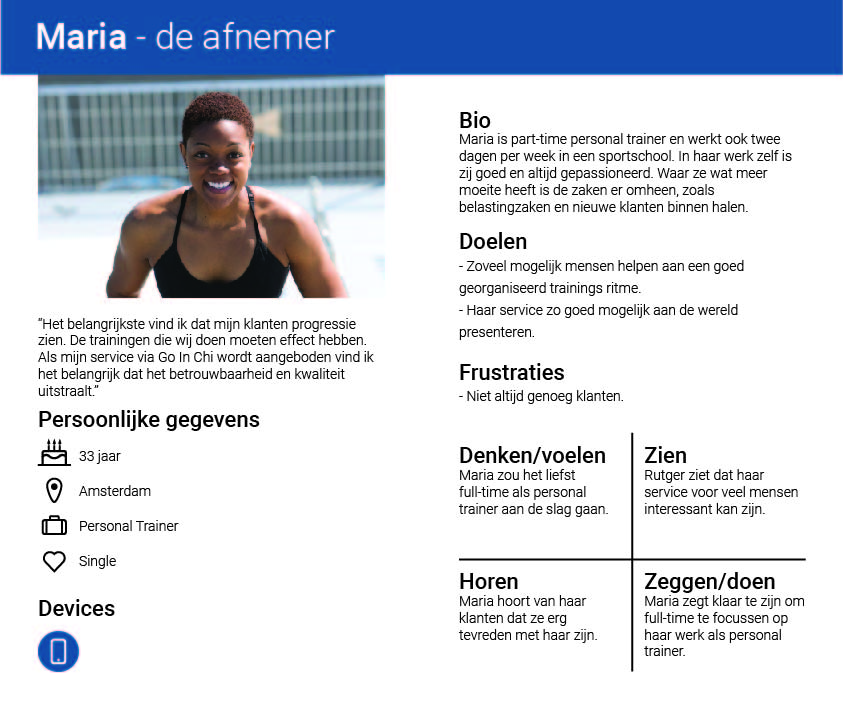 Maria - de afnemer
“Het belangrijkste vind ik dat mijn klanten progressie
zien. De trainingen die wij doen moeten effect hebben.
Als mijn service via Go In Chi wordt aangeboden vind ik
het belangrijk dat het betrouwbaarheid en kwaliteit
uitstraalt.”
Persoonlijke gegevens
33 jaar
Amsterdam
Personal Trainer
Single
Devices
Bio
Maria is part-time personal trainer en werkt ook twee
dagen per week in een sportschool. In haar werk zelf is
zij goed en altijd gepassioneerd. Waar ze wat meer
moeite heeft is de zaken er omheen, zoals
belastingzaken en nieuwe klanten binnen halen.
Doelen
- Zoveel mogelijk mensen helpen aan een goed
georganiseerd trainings ritme.
- Haar service zo goed mogelijk aan de wereld
presenteren.
Frustraties
- Niet altijd genoeg klanten.
Denken/voelen
Maria zou het liefst
full-time als personal
trainer aan de slag gaan.
Zien
Rutger ziet dat haar
service voor veel mensen
interessant kan zijn.
Horen
Maria hoort van haar
klanten dat ze erg
tevreden met haar zijn.
Zeggen/doen
Maria zegt klaar te zijn om
full-time te focussen op
haar werk als personal
trainer.